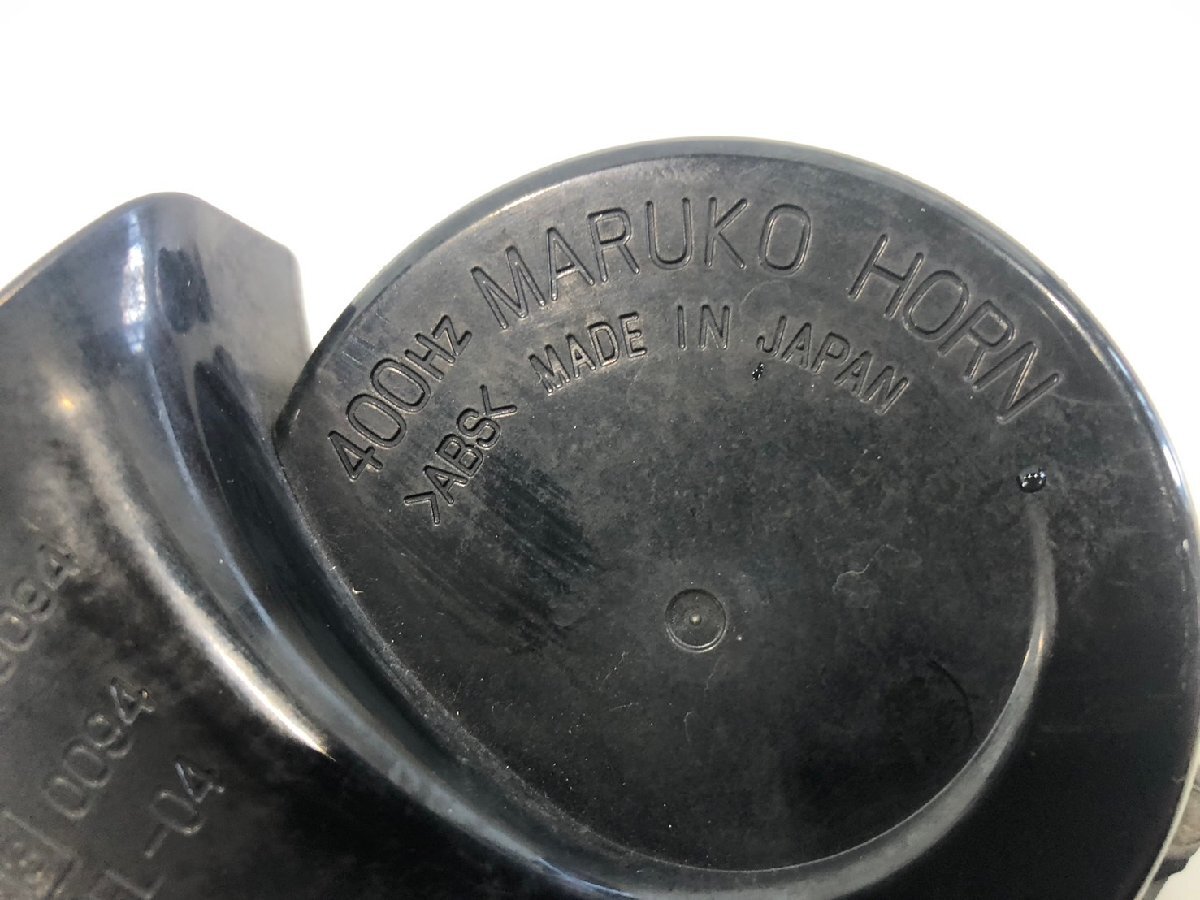 400Hz MARUKO HORN
>ABS< MADE IN JAPAN
0094
0094
L-04